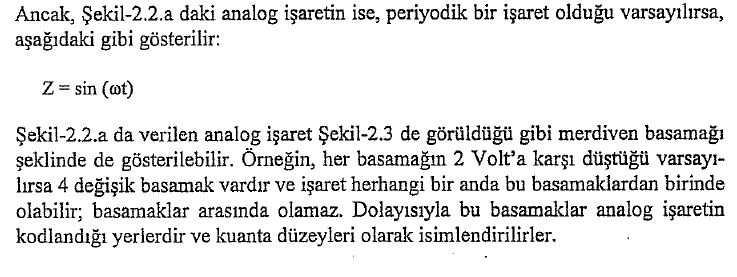 Ancak, Şekil-2.2.a daki analog işaretin ise, periyodik bir işaret olduğu varsayılırsa,
aşağıdaki gibi gösterilir:
Z = sin (ωt)
Şekil-2.2.a da verilen analog işaret Şekil-2.3 de görüldüğü gibi merdiven basamağı
şeklinde de gösterilebilir. Örneğin, her basamağın 2 Volt'a karşı düştüğü varsayı-
lırsa 4 değişik basamak vardır ve işaret herhangi bir anda bu basamaklardan birinde
olabilir; basamaklar arasında olamaz. Dolayısıyla bu basamaklar analog işaretin
kodlandığı yerlerdir ve kuanta düzeyleri olarak isimlendirilirler.